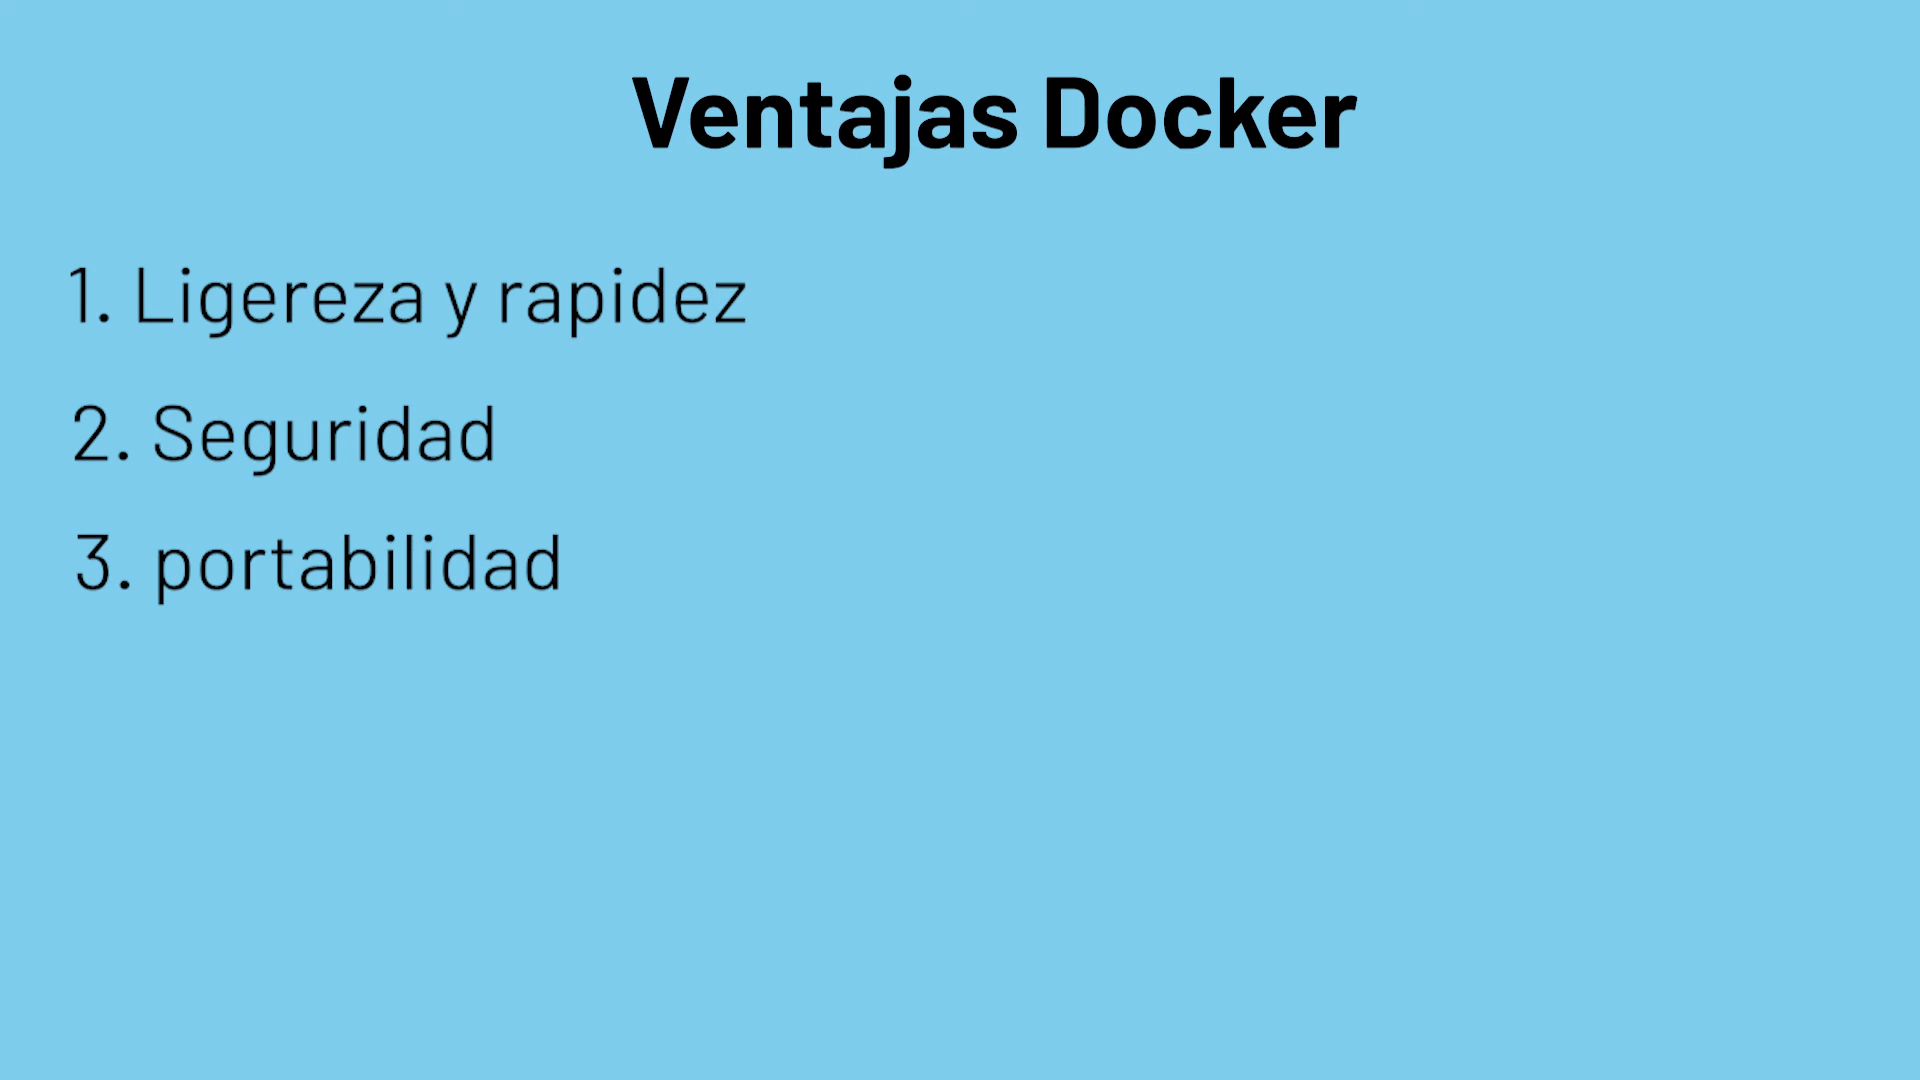 Ventajas Docker
1. Ligereza y rapidez
2. Seguridad
3. portabilidad